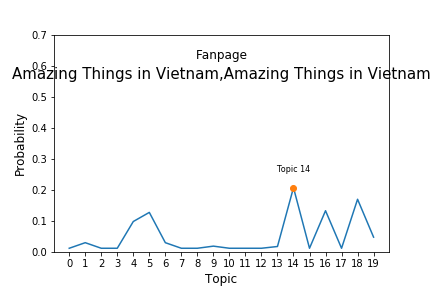 Fanpage
Amazing Things in Vietnam,Amazing Things in Vietnam
0.7
0.6
0.5
0.4
0.3
0.2
0.1
0.0
Probability
Topic 14
0 1 2 3 4 5 6 7 8 9 10 11 12 13 14 15 16 17 18 19
Topic